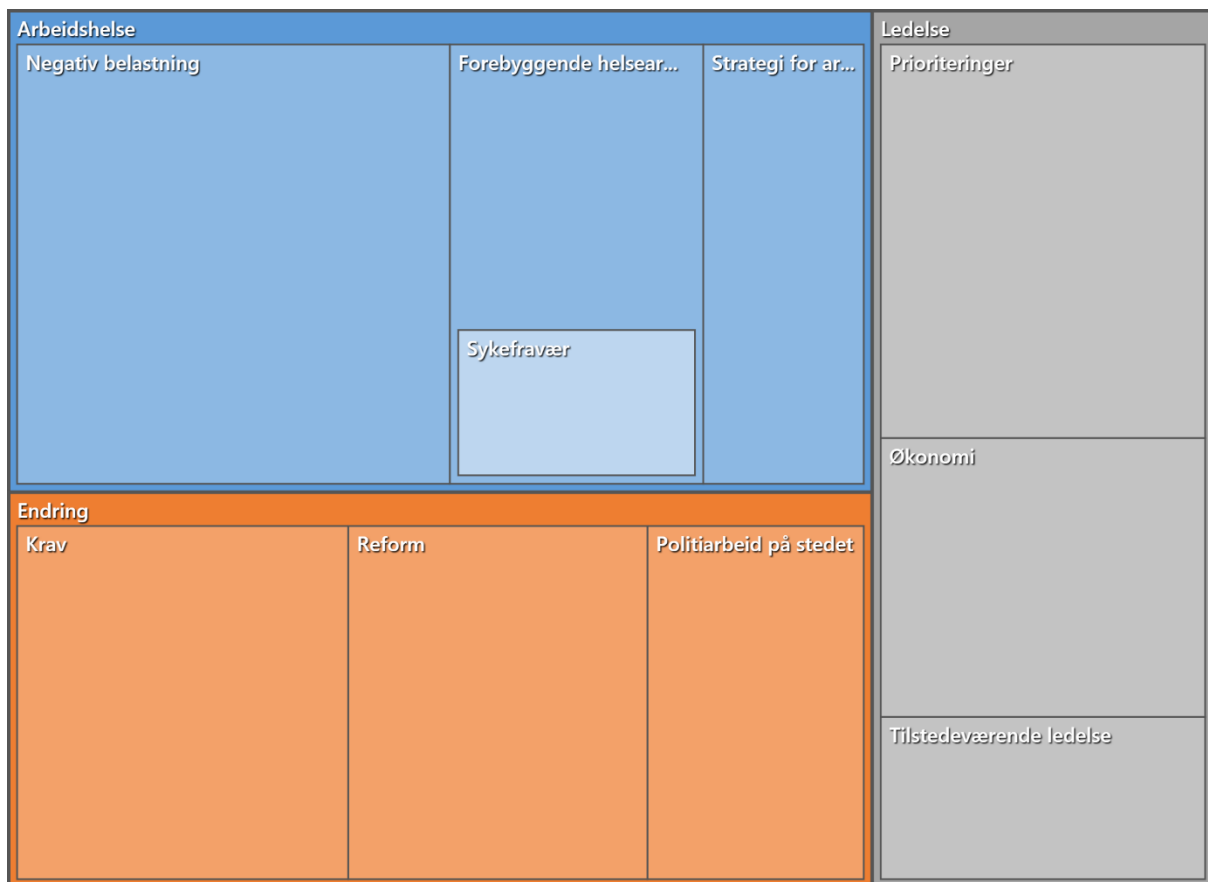 Arbeidshelse
Negativ belastning
Forebyggende helsear...
Strategi for ar...
Sykefravær
Endring
Krav
Reform
Politiarbeid på stedet
Ledelse
Prioriteringer
Økonomi
Tilstedeværende ledelse